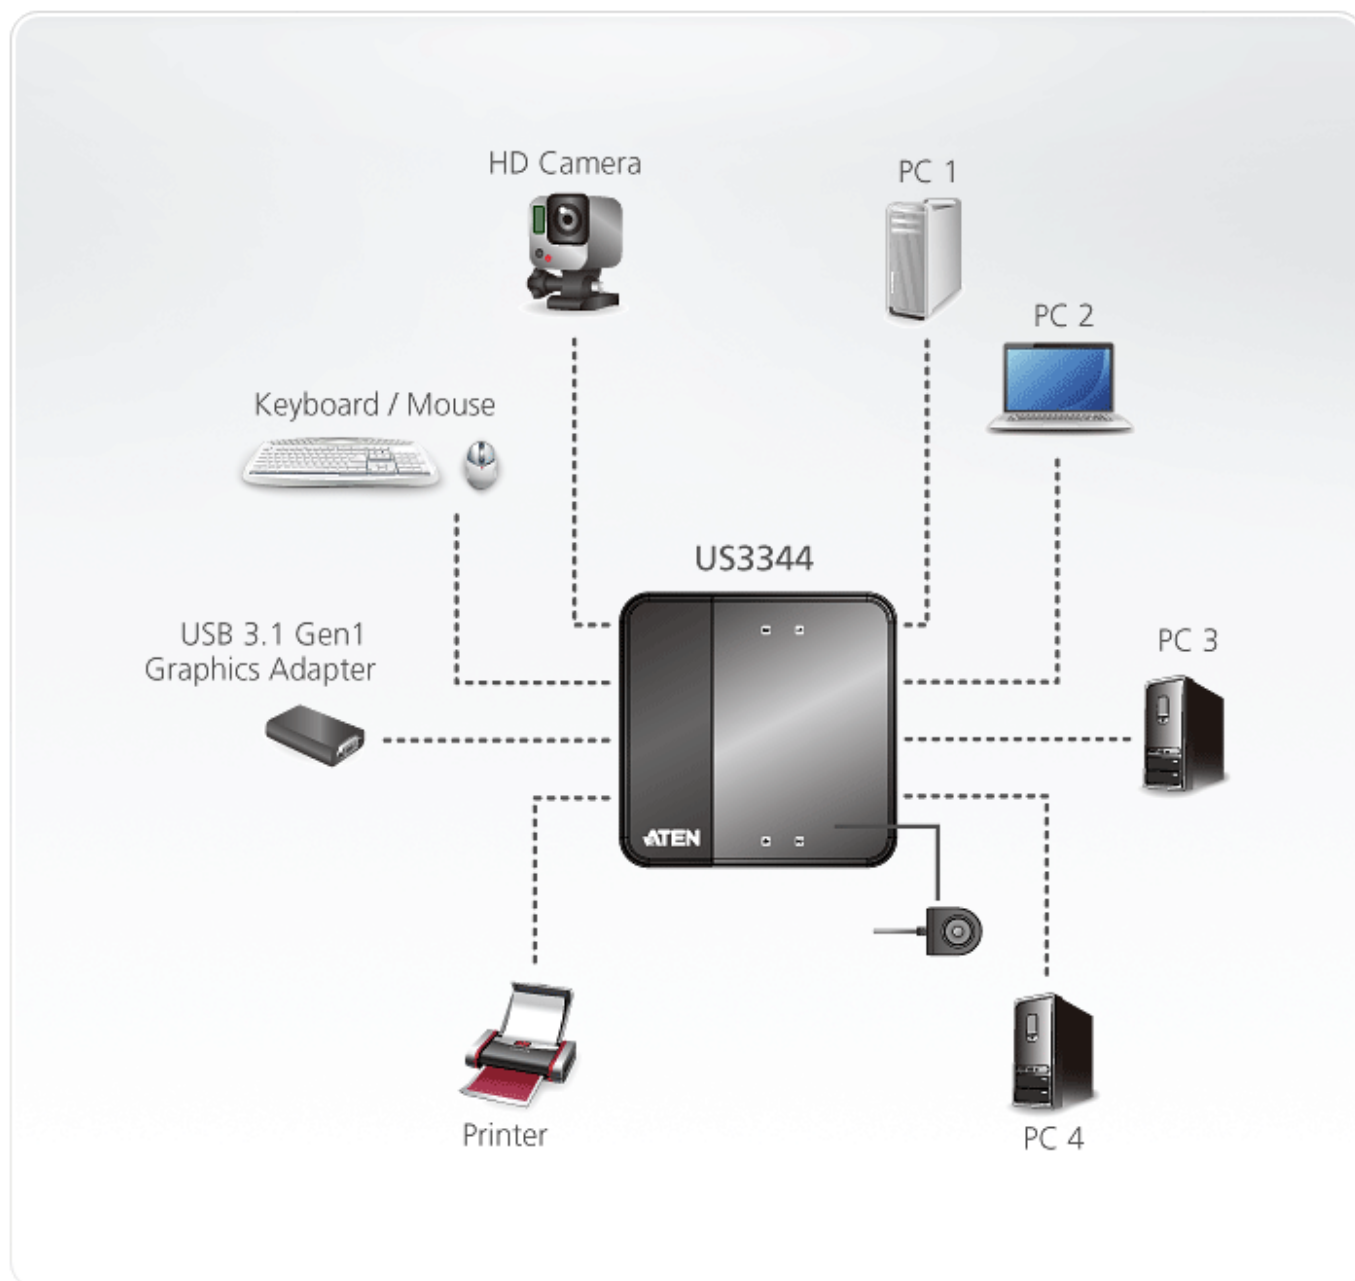 HD Camera
PC 1
PC 2
Keyboard / Mouse
US3344
USB 3.1 Gen1
Graphics Adapter
PC 3
ATEN
Printer
PC 4